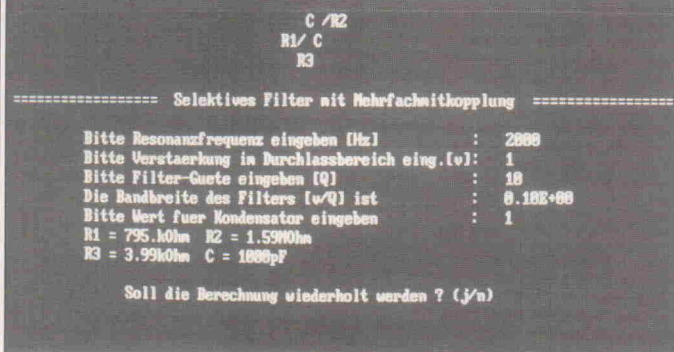 C /R2
R1/ C
R3
================== Selektives Filter mit Mehrfachmitkopplung ==================
Bitte Resonanzfrequenz eingeben [Hz] : 2000
Bitte Verstaerkung im Durchlassbereich eing.[v]: 1
Bitte Filter-Guete eingeben [Q] : 10
Die Bandbreite des Filters [v/Q] ist : 0.10E+00
Bitte Wert fuer Kondensator eingeben : 1
R1 = 795.kOhm R2 = 1.59MOhm
R3 = 3.99kOhm C = 1000pF
Soll die Berechnung wiederholt werden ? (j/n)